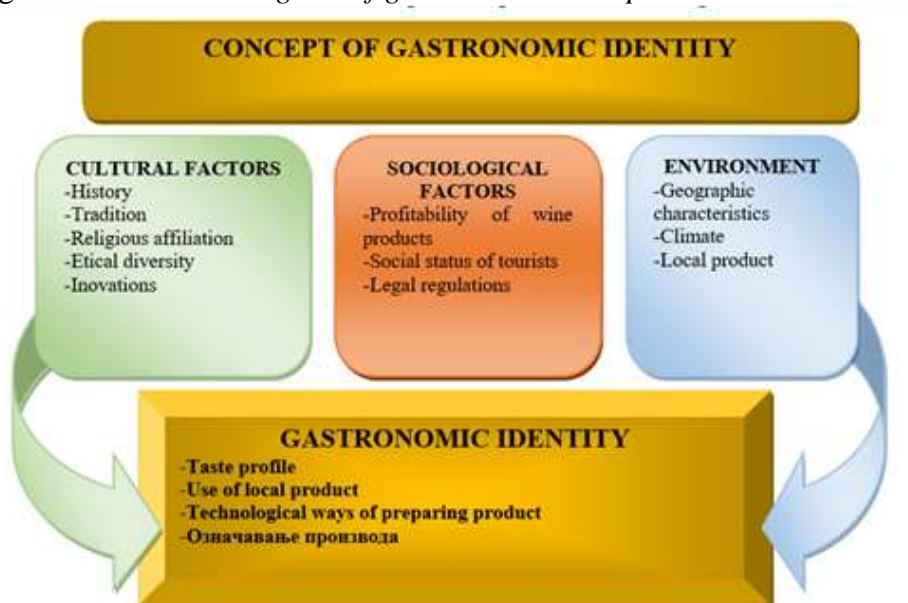 CONCEPT OF GASTRONOMIC IDENTITY
CULTURAL FACTORS
-History
-Tradition
-Religious affiliation
-Etical diversity
-Inovations
SOCIOLOGICAL
FACTORS
-Profitability of wine
products
-Social status of tourists
-Legal regulations
ENVIRONMENT
-Geographic
characteristics
-Climate
-Local product
GASTRONOMIC IDENTITY
-Taste profile
-Use of local product
-Technological ways of preparing product
-Означавање производа